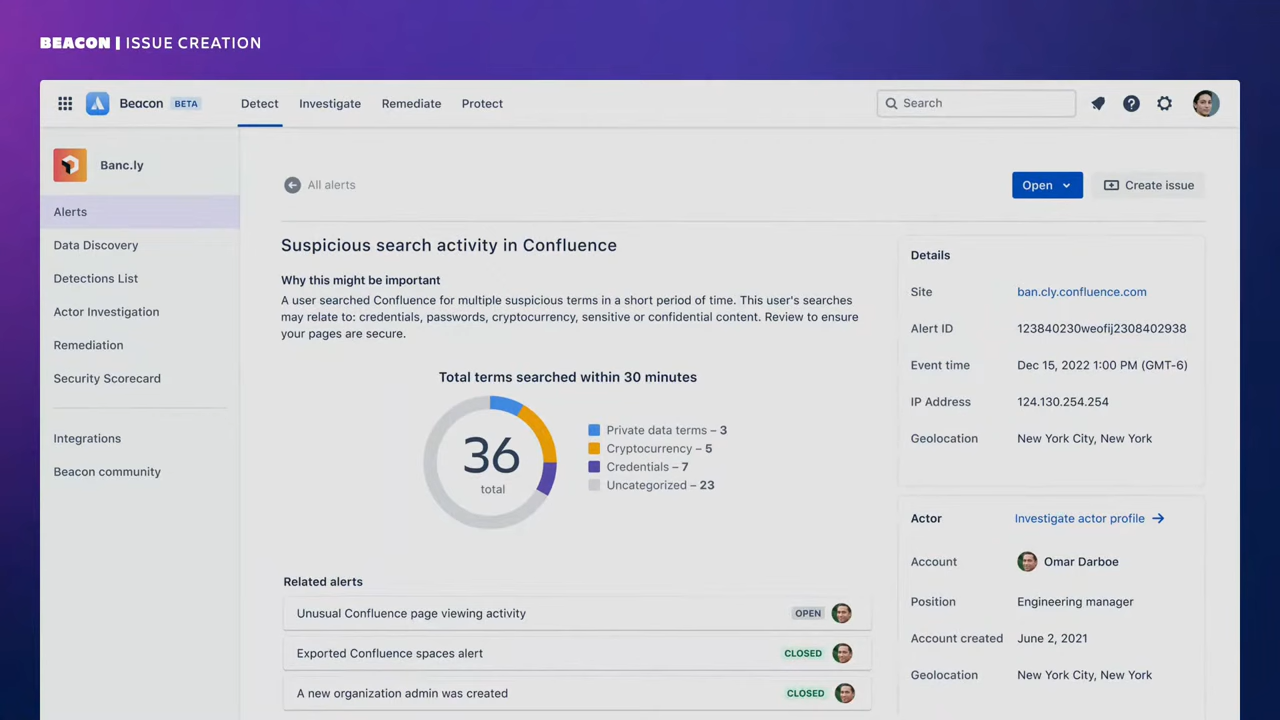 BEACON | ISSUE CREATION
Beacon BETA Detect Investigate Remediate Protect Search
Banc.ly
Alerts
Data Discovery
Detections List
Actor Investigation
Remediation
Security Scorecard
Integrations
Beacon community
All alerts
Open
Create issue
Suspicious search activity in Confluence
Why this might be important
A user searched Confluence for multiple suspicious terms in a short period of time. This user's searches
may relate to: credentials, passwords, cryptocurrency, sensitive or confidential content. Review to ensure
your pages are secure.
Total terms searched within 30 minutes
36
total
Private data terms – 3
Cryptocurrency – 5
Credentials – 7
Uncategorized – 23
Related alerts
Unusual Confluence page viewing activity OPEN
Exported Confluence spaces alert CLOSED
A new organization admin was created CLOSED
Details
Site ban.cly.confluence.com
Alert ID 123840230weofij2308402938
Event time Dec 15, 2022 1:00 PM (GMT-6)
IP Address 124.130.254.254
Geolocation New York City, New York
Actor Investigate actor profile →
Account Omar Darboe
Position Engineering manager
Account created June 2, 2021
Geolocation New York City, New York